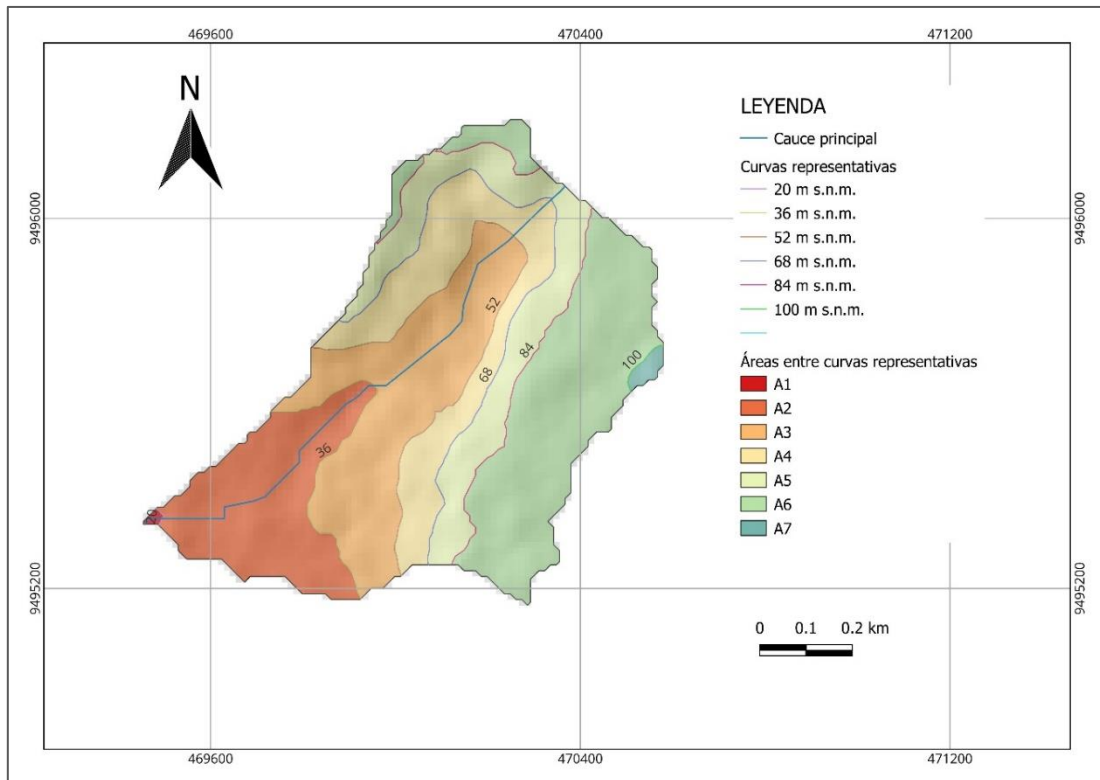 469600 470400 471200
N
LEYENDA
Cauce principal
Curvas representativas
20 m s.n.m.
36 m s.n.m.
52 m s.n.m.
68 m s.n.m.
84 m s.n.m.
100 m s.n.m.
Áreas entre curvas representativas
A1
A2
A3
A4
A5
A6
A7
9496000 9496000
52
84
100
68
36
20
9495200 9495200
0 0.1 0.2 km
469600 470400 471200